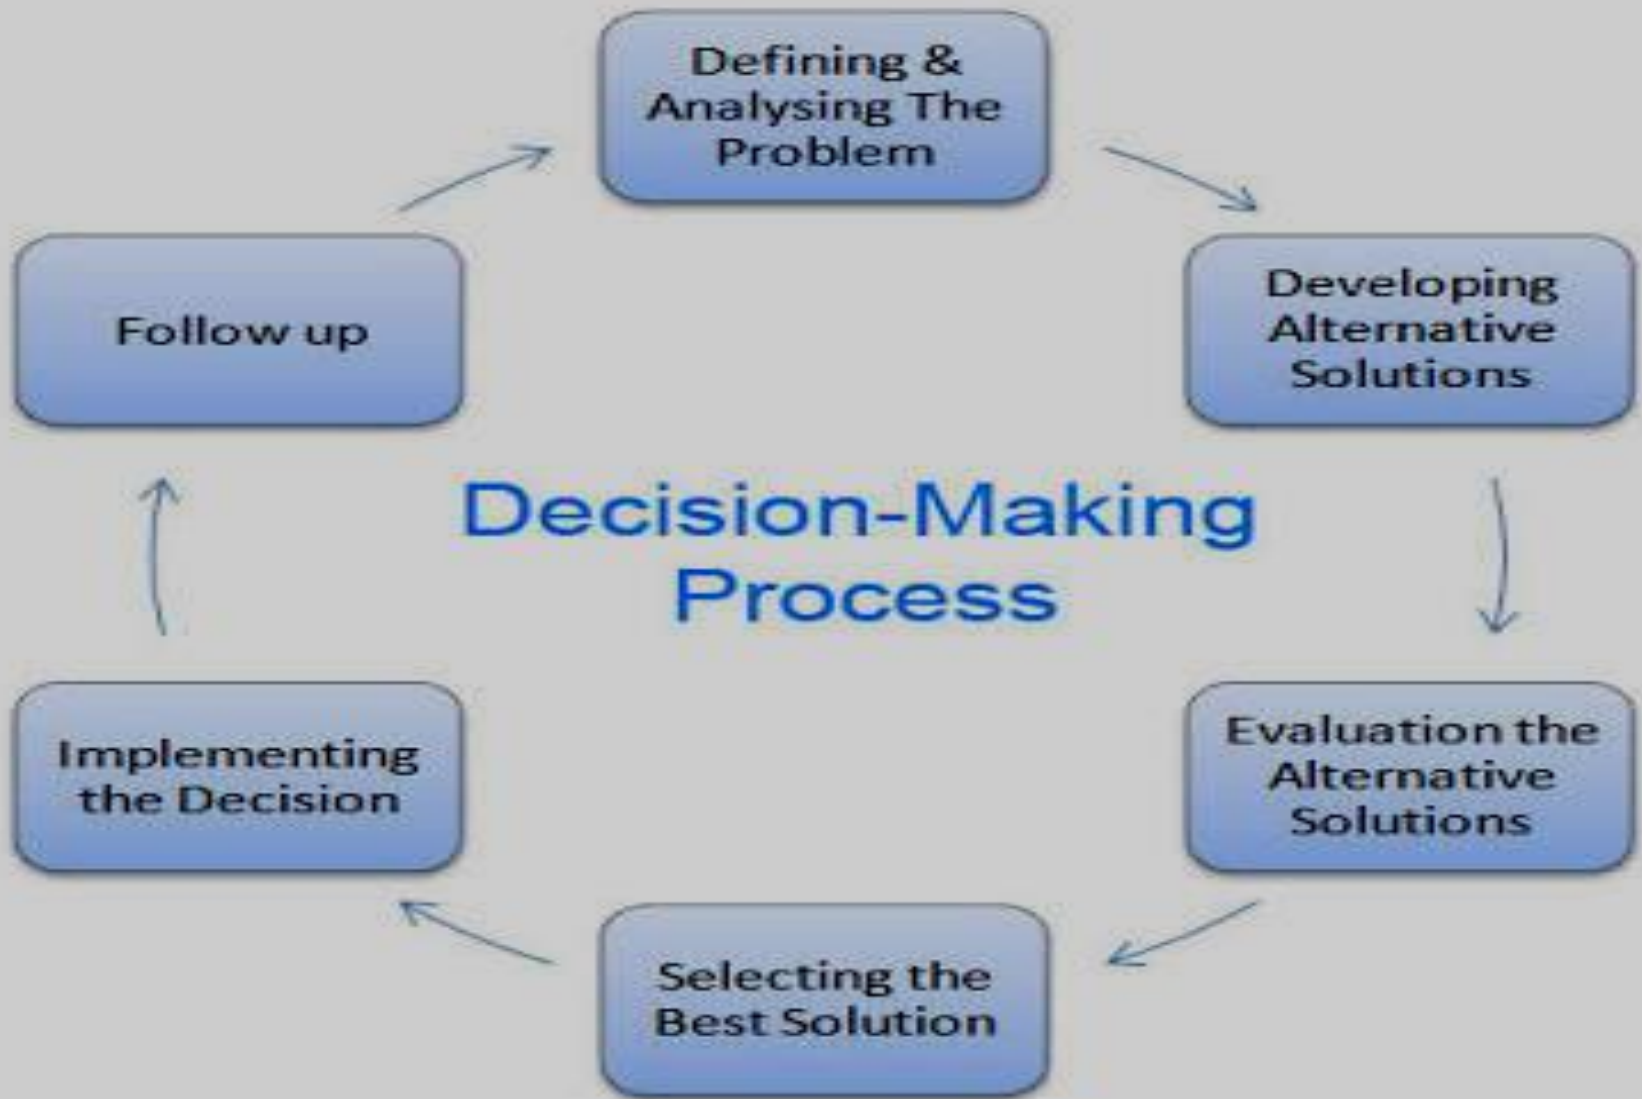 Defining &
Analysing The
Problem
Developing
Alternative
Solutions
Evaluation the
Alternative
Solutions
Selecting the
Best Solution
Implementing
the Decision
Follow up
Decision-Making
Process